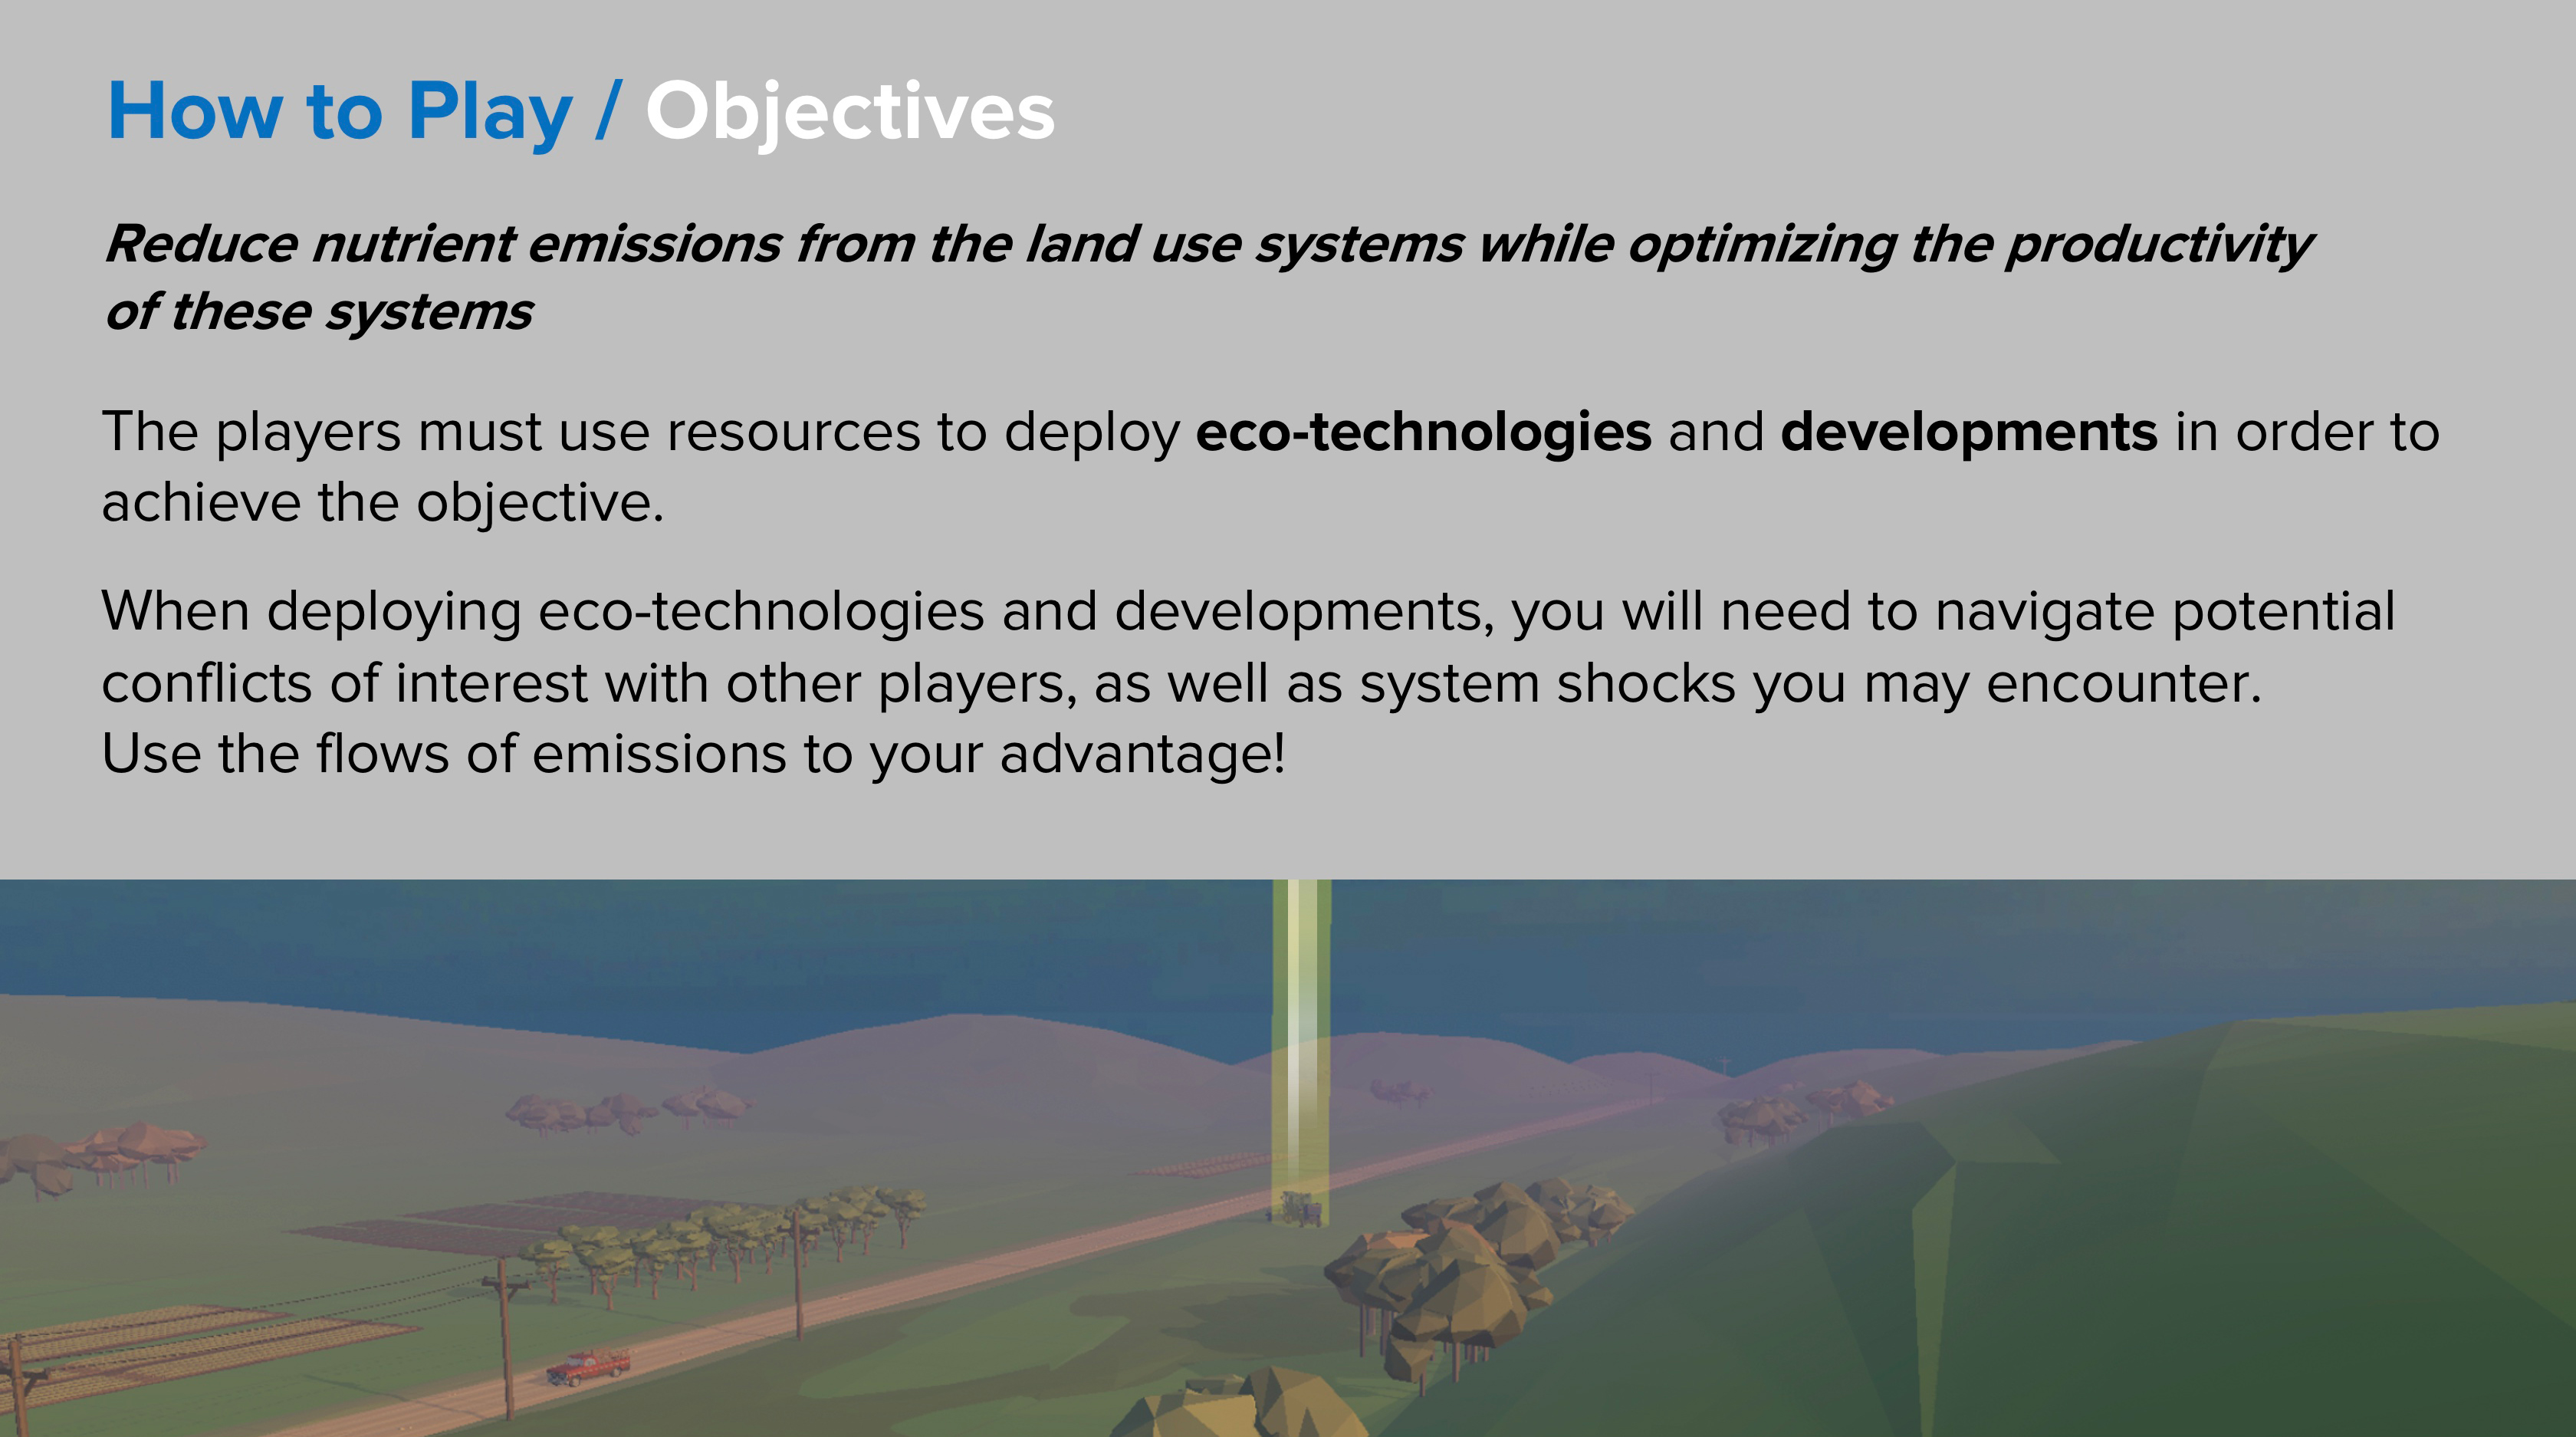 How to Play / Objectives
Reduce nutrient emissions from the land use systems while optimizing the productivity
of these systems
The players must use resources to deploy eco-technologies and developments in order to
achieve the objective.
When deploying eco-technologies and developments, you will need to navigate potential
conflicts of interest with other players, as well as system shocks you may encounter.
Use the flows of emissions to your advantage!